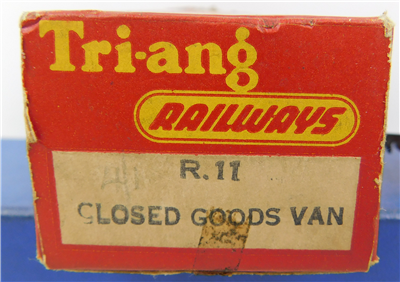 Tri-ang
RAILWAYS
R.11
CLOSED GOODS VAN